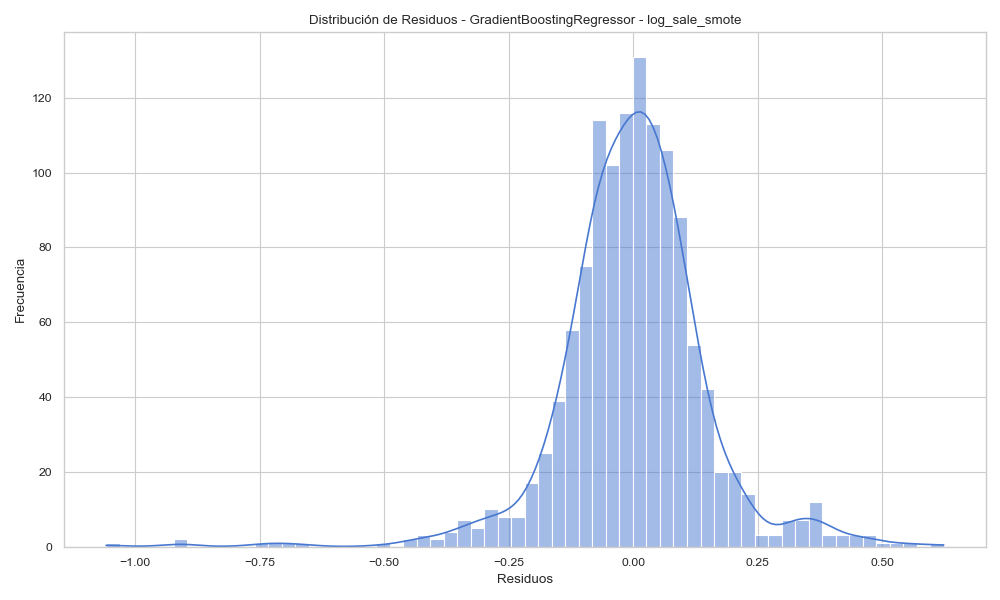 Distribución de Residuos - GradientBoostingRegressor - log_sale_smote
Frecuencia
120
100
80
60
40
20
0
−1.00 −0.75 −0.50 −0.25 0.00 0.25 0.50
Residuos